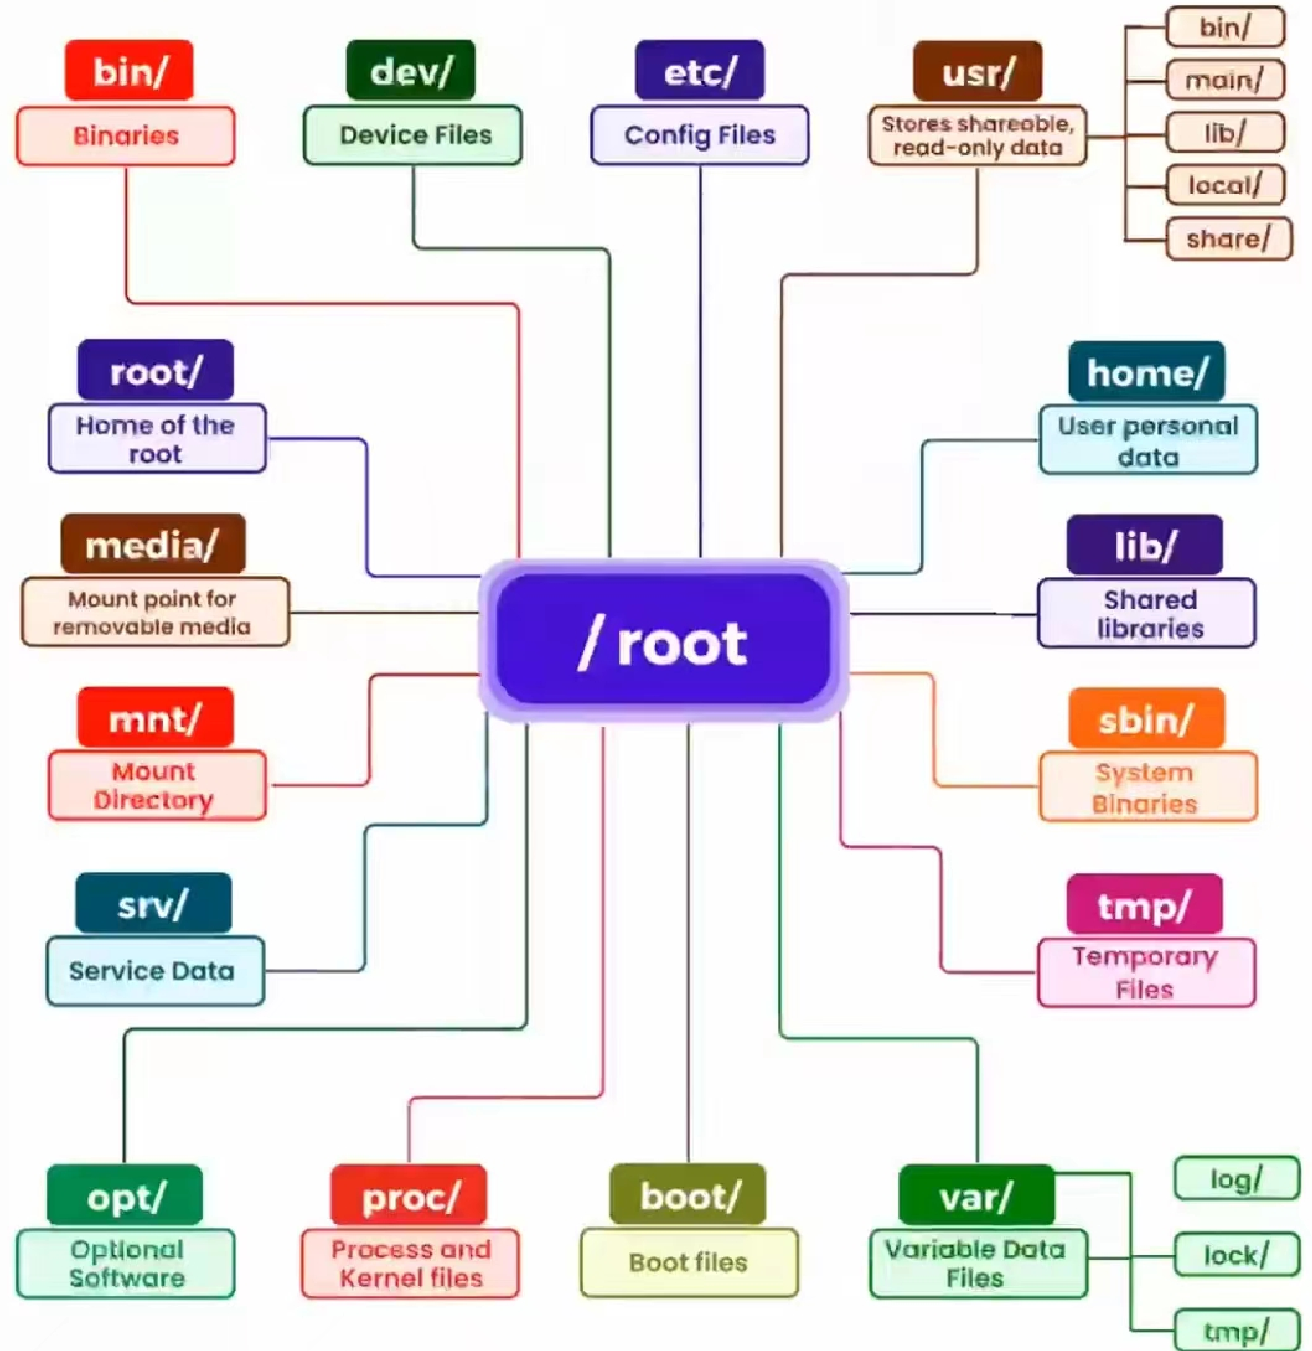 bin/
Binaries
dev/
Device Files
etc/
Config Files
usr/
Stores shareable,
read-only data
bin/
main/
lib/
local/
share/
root/
Home of the
root
home/
User personal
data
media/
Mount point for
removable media
lib/
Shared
libraries
/ root
mnt/
Mount
Directory
sbin/
System
Binaries
srv/
Service Data
tmp/
Temporary
Files
opt/
Optional
Software
proc/
Process and
Kernel files
boot/
Boot files
var/
Variable Data
Files
log/
lock/
tmp/